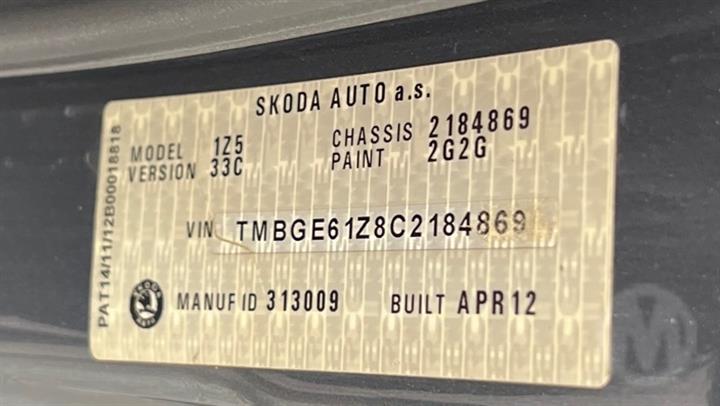 SKODA AUTO a.s.
MODEL 1Z5 CHASSIS 2184869
VERSION 33C PAINT 2G2G
VIN TMBGE61Z8C2184869
MANUF ID 313009 BUILT APR12
PAT14/11/12B00018818